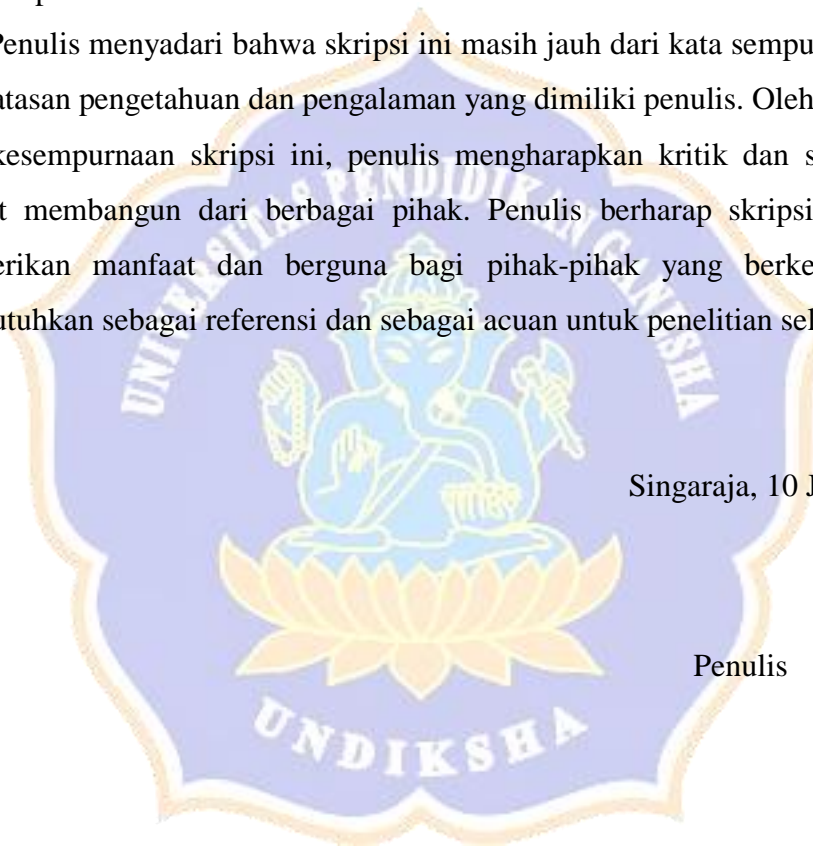 Penulis menyadari bahwa skripsi ini masih jauh dari kata sempu
atasan pengetahuan dan pengalaman yang dimiliki penulis. Oleh
kesempurnaan skripsi ini, penulis mengharapkan kritik dan s
t membangun dari berbagai pihak. Penulis berharap skripsi
erikan manfaat dan berguna bagi pihak-pihak yang berke
utuhkan sebagai referensi dan sebagai acuan untuk penelitian sel
UNIVERSITAS PENDIDIKAN GANESHA
Singaraja, 10 J
Penulis
UNDIKSHA